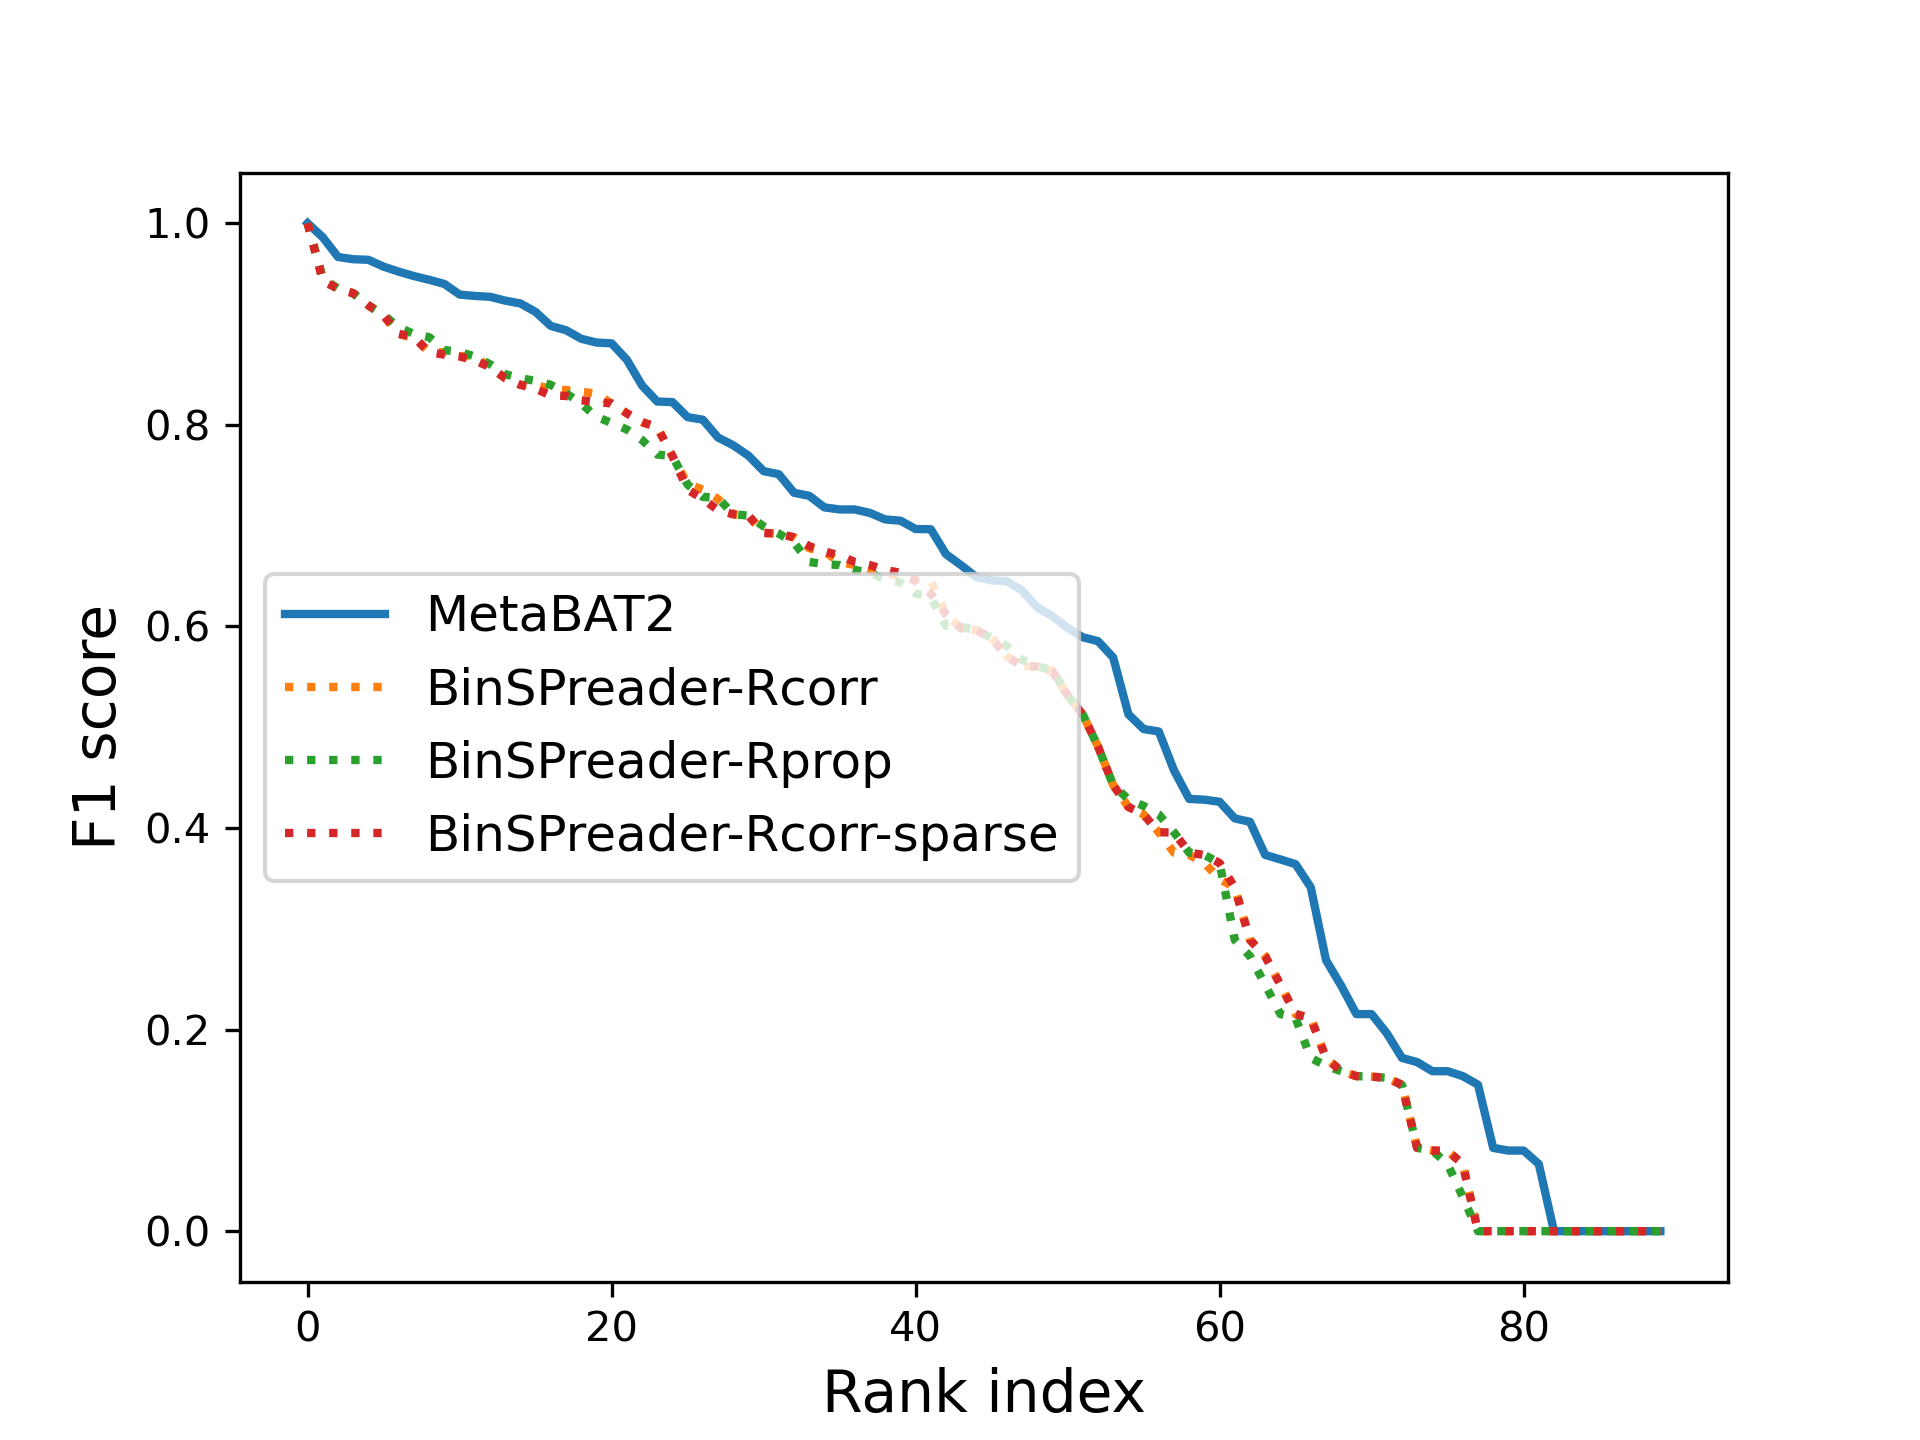 1.0
0.8
0.6
0.4
0.2
0.0
F1 score
MetaBAT2
BinSPreader-Rcorr
BinSPreader-Rprop
BinSPreader-Rcorr-sparse
0 20 40 60 80
Rank index